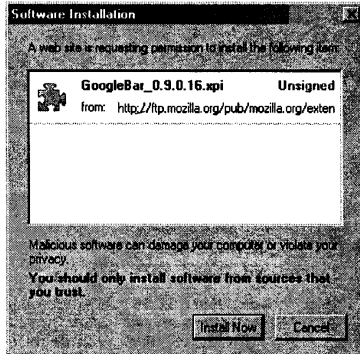 Software Installation
A web site is requesting permission to install the following item:
GoogleBar_0.9.0.16.xpi Unsigned
from: http://ftp.mozilla.org/pub/mozilla.org/exten
Malicious software can damage your computer or violate your
privacy.
You should only install software from sources that
you trust.
Install Now Cancel